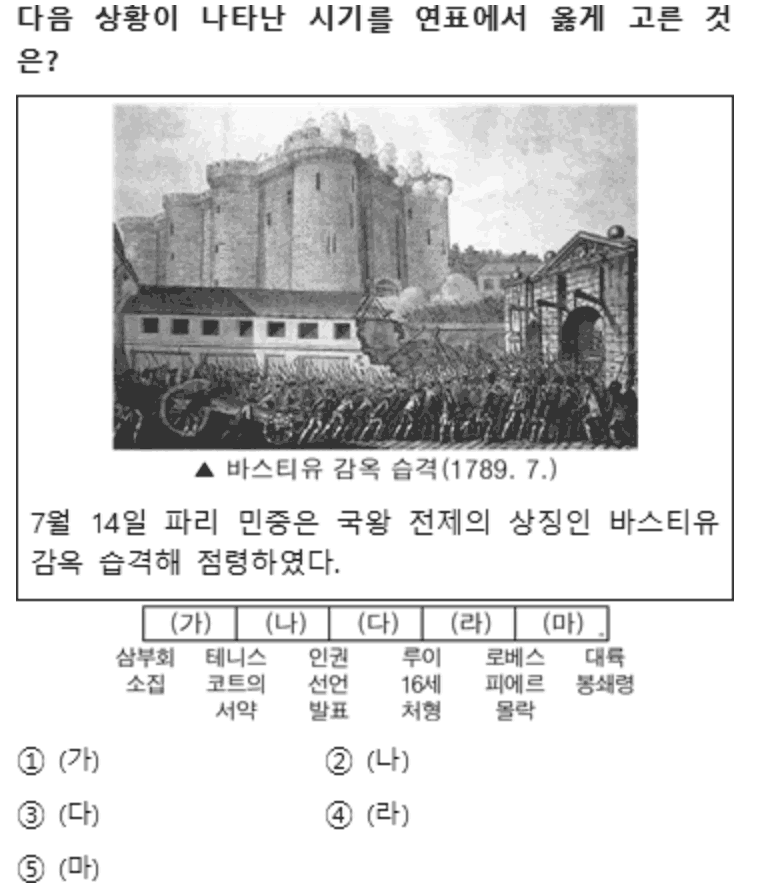 다음 상황이 나타난 시기를 연표에서 옳게 고른 것
은?
▲ 바스티유 감옥 습격(1789. 7.)
7월 14일 파리 민중은 국왕 전제의 상징인 바스티유
감옥 습격해 점령하였다.
(가) (나) (다) (라) (마)
삼부회 테니스 인권 루이 로베스 대륙
소집 코트의 선언 16세 피에르 봉쇄령
서약 발표 처형 몰락
① (가) ② (나)
③ (다) ④ (라)
⑤ (마)